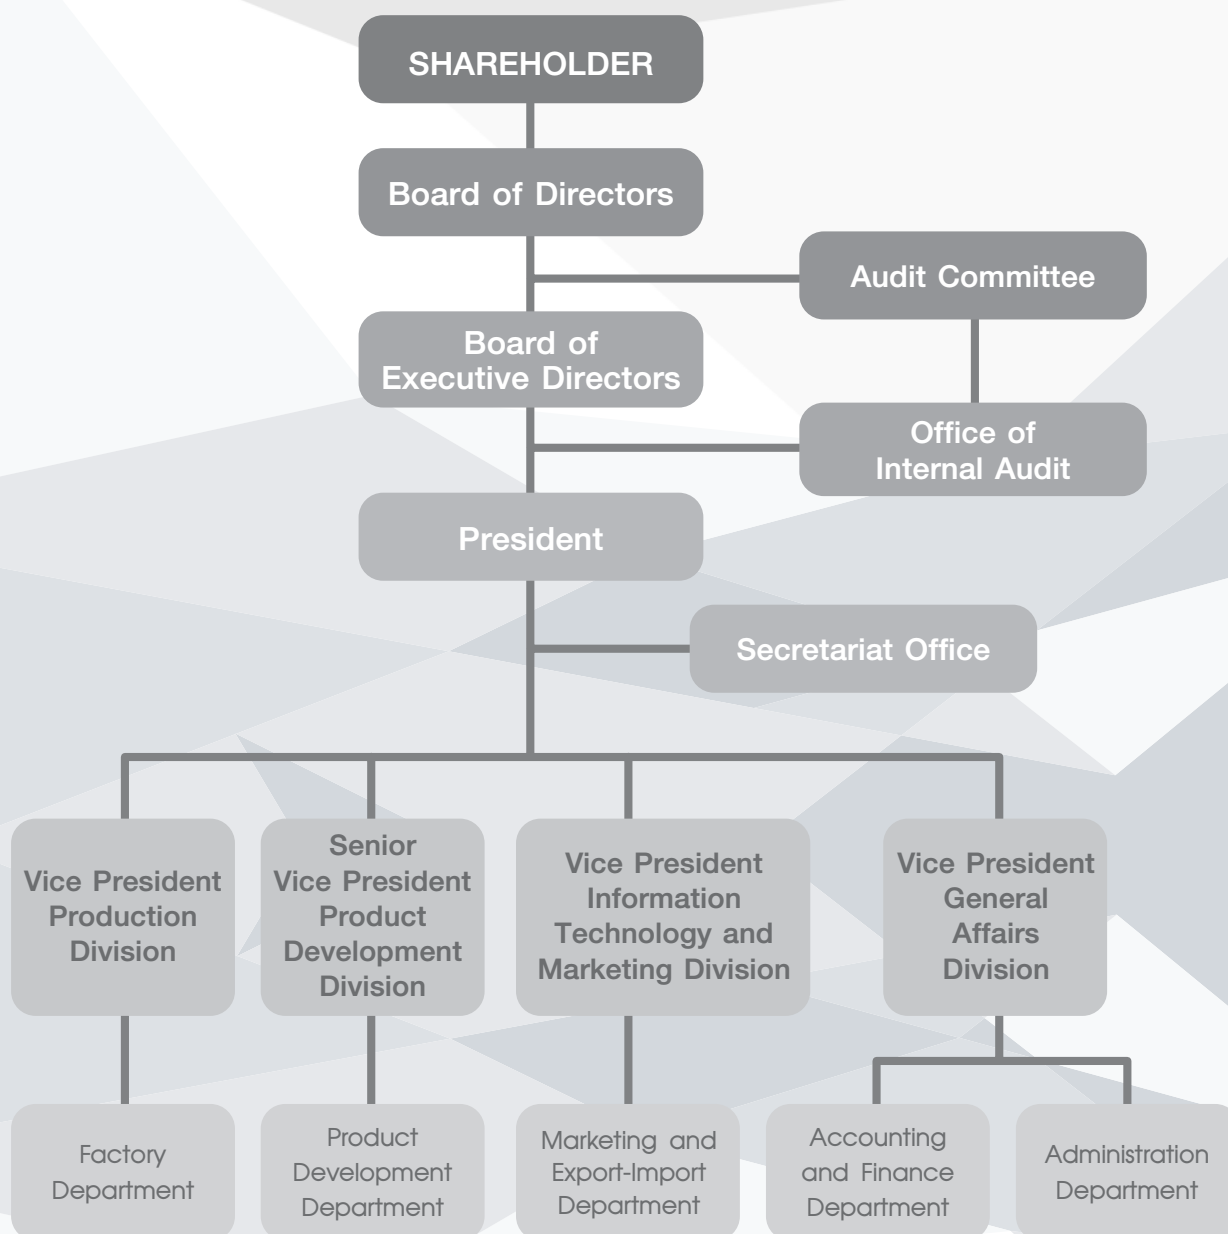 SHAREHOLDER
Board of Directors
Audit Committee
Board of
Executive Directors
Office of
Internal Audit
President
Secretariat Office
Vice President
Production
Division
Senior
Vice President
Product
Development
Division
Vice President
Information
Technology and
Marketing Division
Vice President
General
Affairs
Division
Factory
Department
Product
Development
Department
Marketing and
Export-Import
Department
Accounting
and Finance
Department
Administration
Department